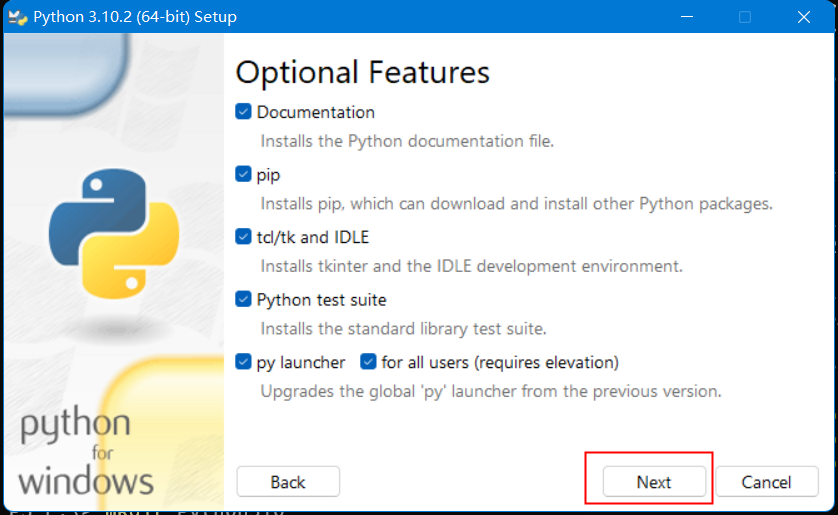 Python 3.10.2 (64-bit) Setup
Optional Features
Documentation
Installs the Python documentation file.
pip
Installs pip, which can download and install other Python packages.
tcl/tk and IDLE
Installs tkinter and the IDLE development environment.
Python test suite
Installs the standard library test suite.
py launcher for all users (requires elevation)
Upgrades the global 'py' launcher from the previous version.
python
for
windows
Back Next Cancel